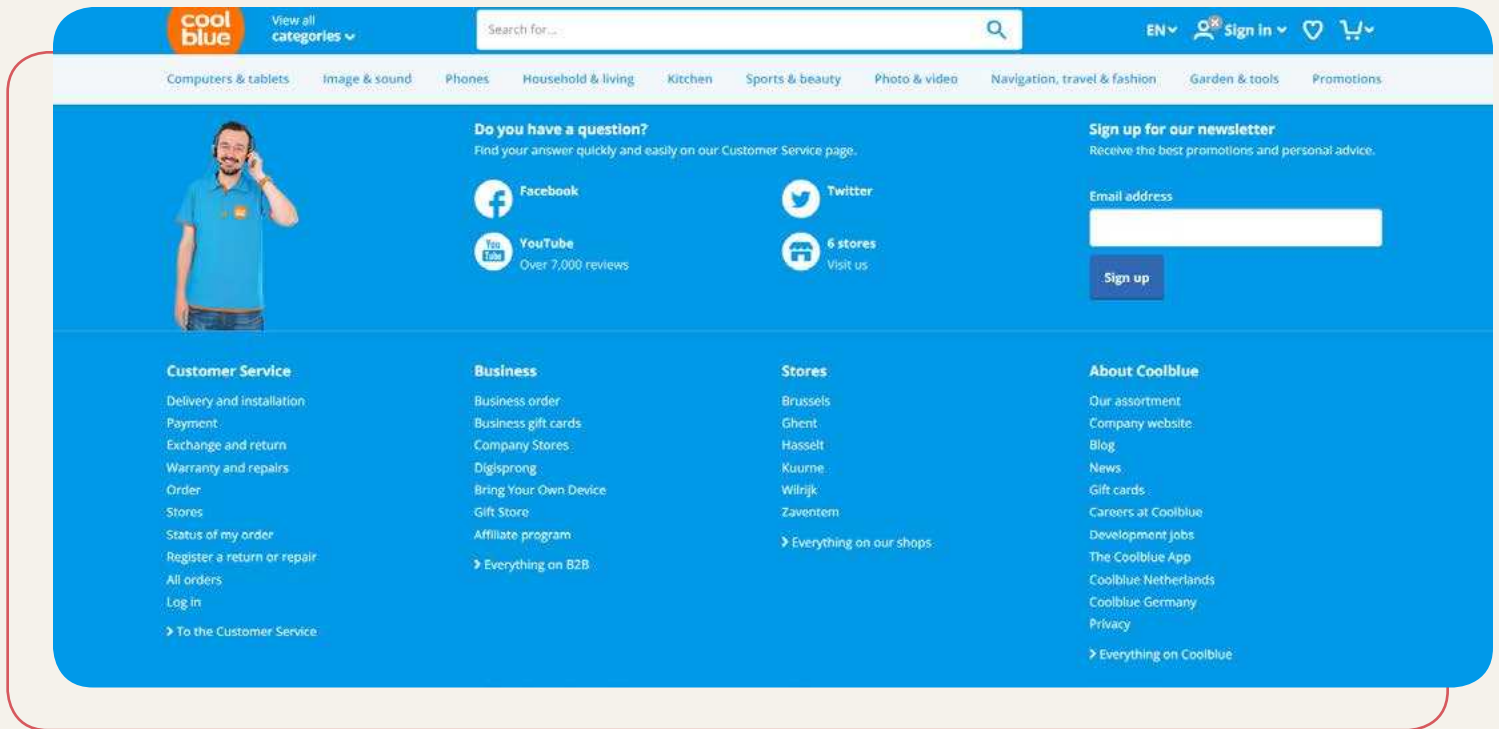 cool
blue
View all
categories
Search for...
EN
Sign in
Computers & tablets
Image & sound
Phones
Household & living
Kitchen
Sports & beauty
Photo & video
Navigation, travel & fashion
Garden & tools
Promotions
Do you have a question?
Find your answer quickly and easily on our Customer Service page.
Facebook
Twitter
You
Tube
YouTube
Over 7,000 reviews
6 stores
Visit us
Sign up for our newsletter
Receive the best promotions and personal advice.
Email address
Sign up
Customer Service
Delivery and installation
Payment
Exchange and return
Warranty and repairs
Order
Stores
Status of my order
Register a return or repair
All orders
Log in
To the Customer Service
Business
Business order
Business gift cards
Company Stores
Digisprong
Bring Your Own Device
Gift Store
Affiliate program
Everything on B2B
Stores
Brussels
Ghent
Hasselt
Kuurne
Wilrijk
Zaventem
Everything on our shops
About Coolblue
Our assortment
Company website
Blog
News
Gift cards
Careers at Coolblue
Development jobs
The Coolblue App
Coolblue Netherlands
Coolblue Germany
Privacy
Everything on Coolblue